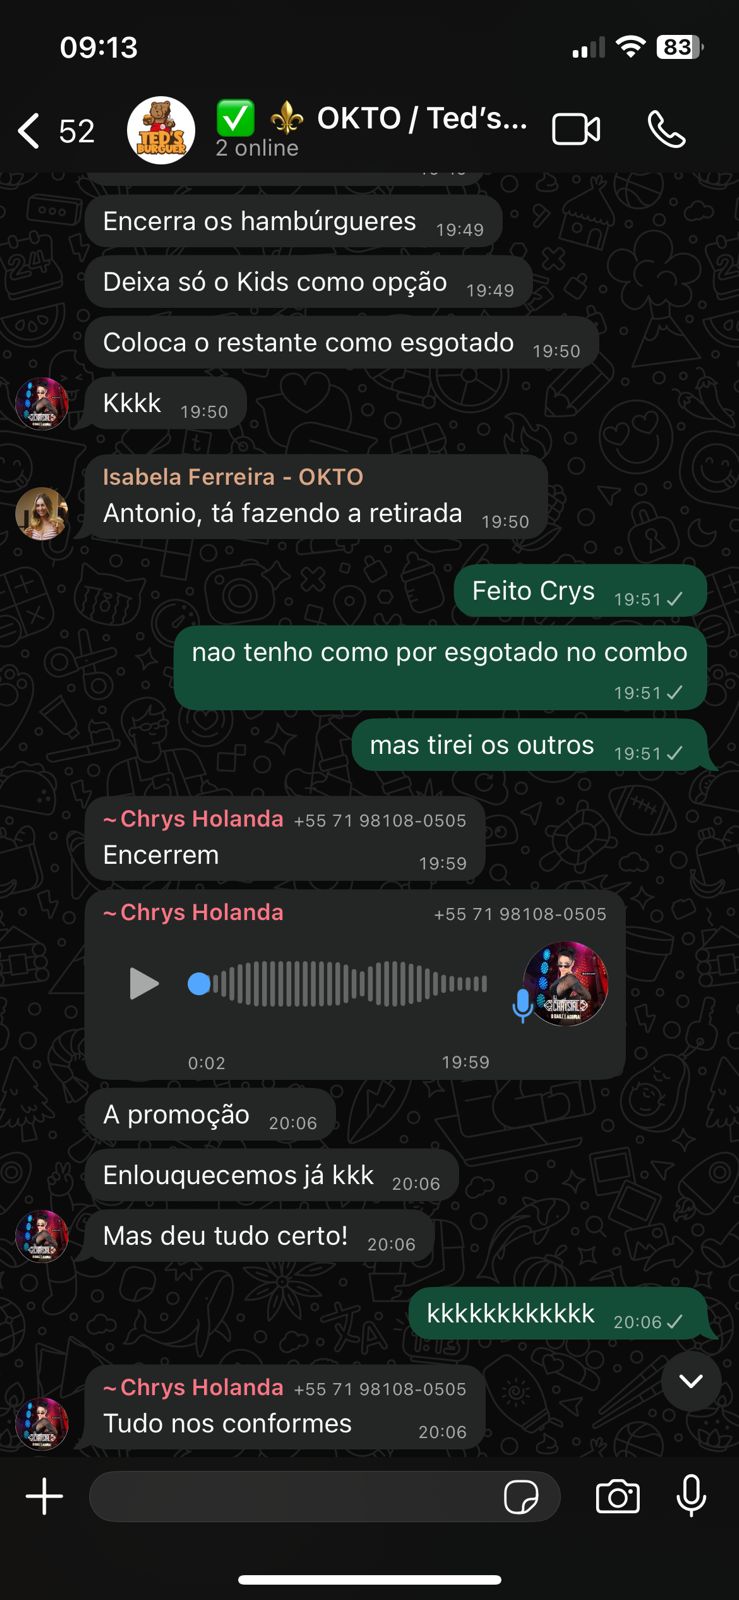 09:13
83
52
TED'S
BURGUER
✅ ⚜️ OKTO / Ted's...
2 online
Encerra os hambúrgueres 19:49
Deixa só o Kids como opção 19:49
Coloca o restante como esgotado 19:50
Kkkk 19:50
Isabela Ferreira - OKTO
Antonio, tá fazendo a retirada 19:50
Feito Crys 19:51
nao tenho como por esgotado no combo
19:51
mas tirei os outros 19:51
~Chrys Holanda +55 71 98108-0505
Encerrem 19:59
~Chrys Holanda +55 71 98108-0505
0:02 19:59
A promoção 20:06
Enlouquecemos já kkk 20:06
Mas deu tudo certo! 20:06
kkkkkkkkkkkk 20:06
~Chrys Holanda +55 71 98108-0505
Tudo nos conformes 20:06